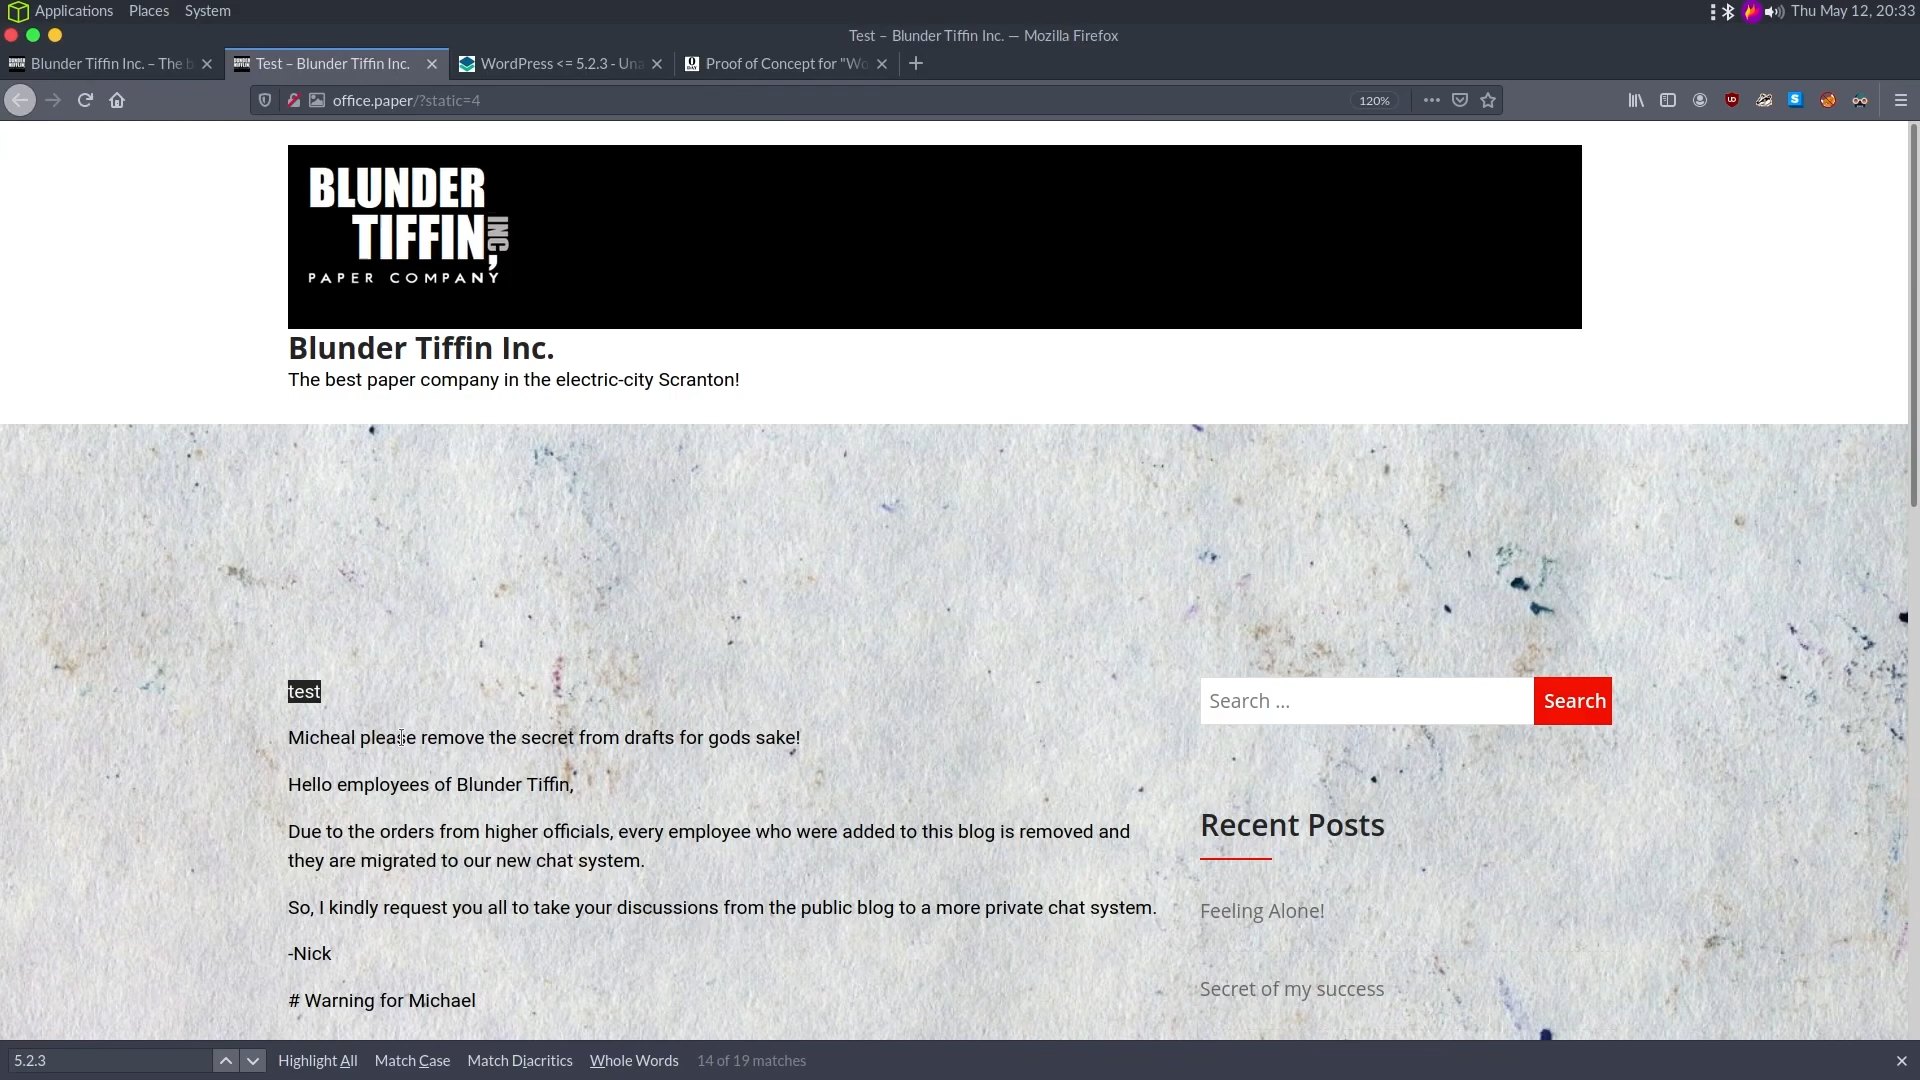 Applications Places System
Thu May 12, 20:33
Test – Blunder Tiffin Inc. — Mozilla Firefox
Blunder Tiffin Inc. – The b
Test – Blunder Tiffin Inc.
WordPress <= 5.2.3 - Una
Proof of Concept for "Wo
office.paper/?static=4
120%
BLUNDER
TIFFIN INC,
PAPER COMPANY
Blunder Tiffin Inc.
The best paper company in the electric-city Scranton!
test
Search ...
Search
Micheal please remove the secret from drafts for gods sake!
Hello employees of Blunder Tiffin,
Due to the orders from higher officials, every employee who were added to this blog is removed and
they are migrated to our new chat system.
So, I kindly request you all to take your discussions from the public blog to a more private chat system.
-Nick
# Warning for Michael
Recent Posts
Feeling Alone!
Secret of my success
5.2.3
Highlight All Match Case Match Diacritics Whole Words 14 of 19 matches